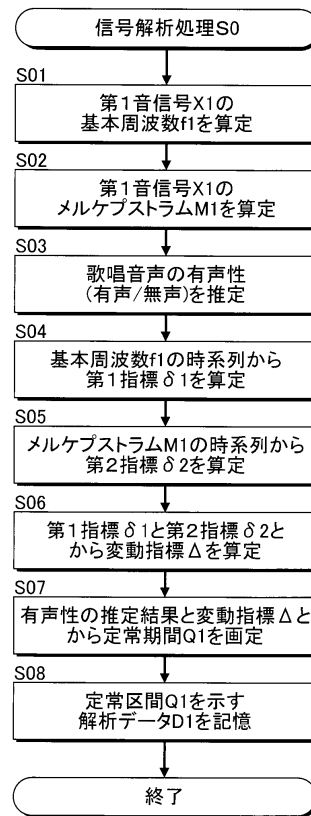 信号解析処理S0
S01
第1音信号X1の
基本周波数f1を算定
S02
第1音信号X1の
メルケプストラムM1を算定
S03
歌唱音声の有声性
(有声/無声)を推定
S04
基本周波数f1の時系列から
第1指標δ1を算定
S05
メルケプストラムM1の時系列から
第2指標δ2を算定
S06
第1指標δ1と第2指標δ2と
から変動指標Δを算定
S07
有声性の推定結果と変動指標Δと
から定常期間Q1を画定
S08
定常区間Q1を示す
解析データD1を記憶
終了